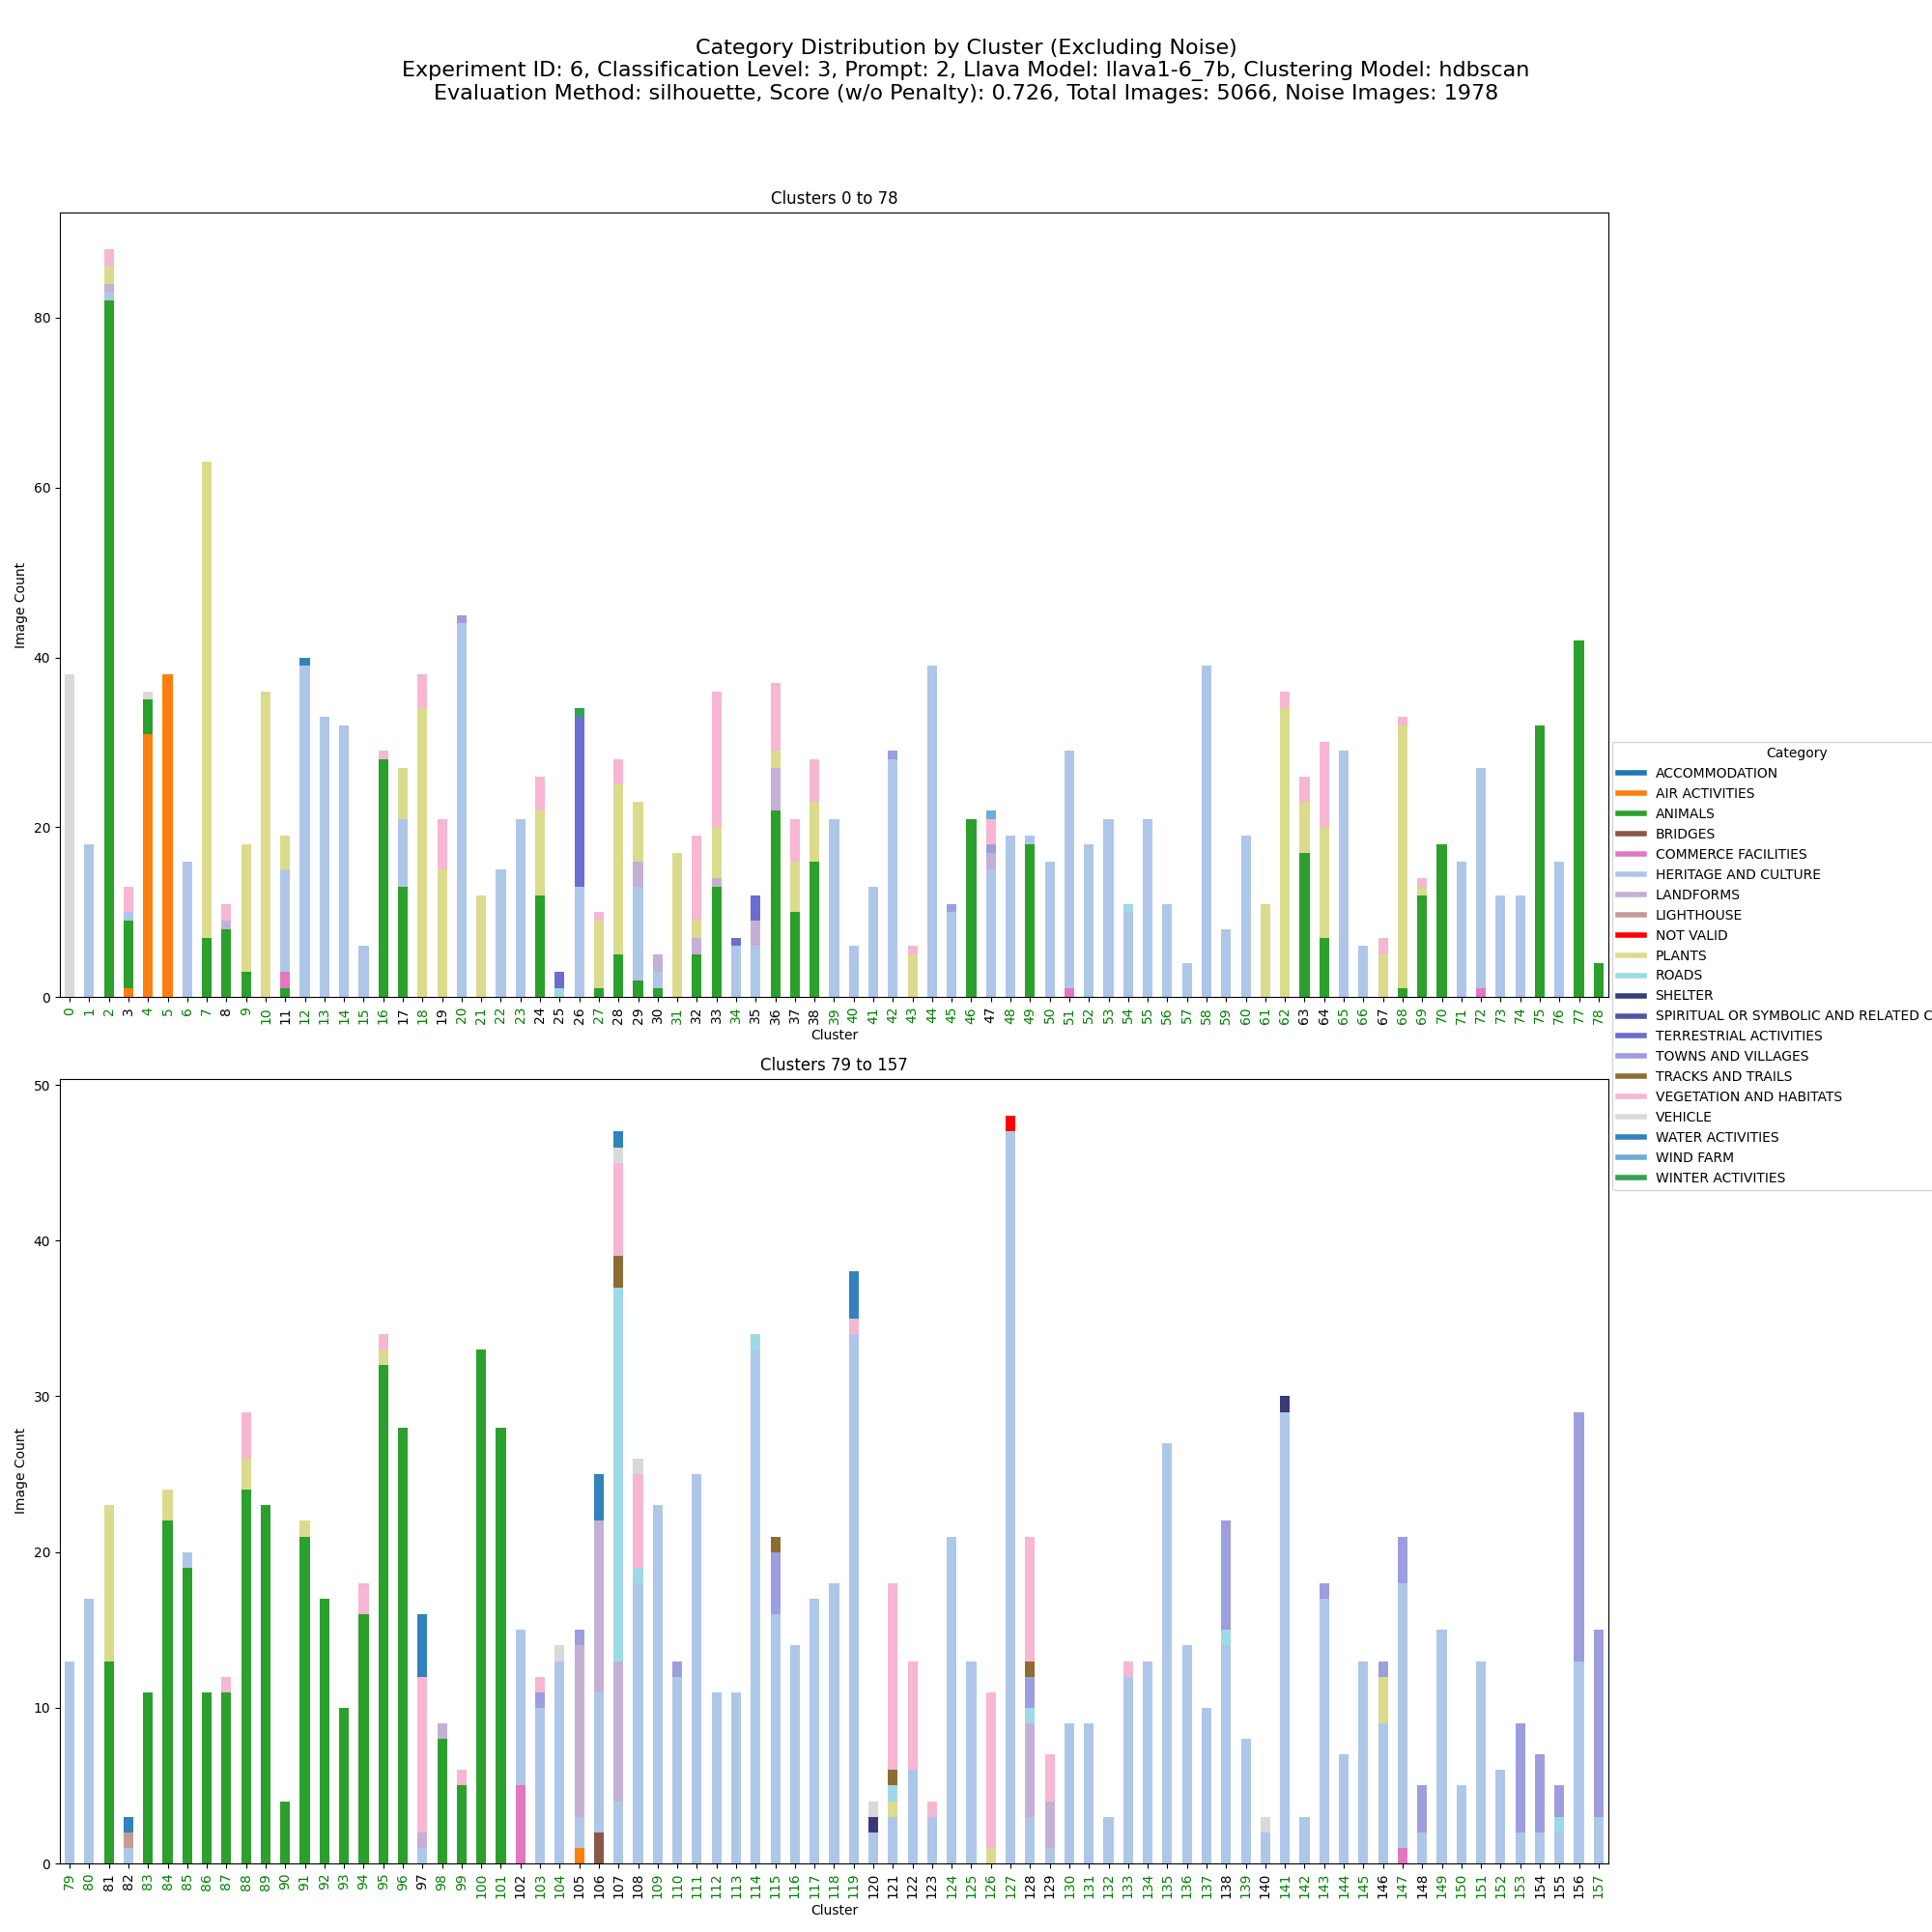 Category Distribution by Cluster (Excluding Noise)
Experiment ID: 6, Classification Level: 3, Prompt: 2, Llava Model: llava1-6_7b, Clustering Model: hdbscan
Evaluation Method: silhouette, Score (w/o Penalty): 0.726, Total Images: 5066, Noise Images: 1978
Clusters 0 to 78
Image Count
80
60
40
20
0
0 1 2 3 4 5 6 7 8 9 10 11 12 13 14 15 16 17 18 19 20 21 22 23 24 25 26 27 28 29 30 31 32 33 34 35 36 37 38 39 40 41 42 43 44 45 46 47 48 49 50 51 52 53 54 55 56 57 58 59 60 61 62 63 64 65 66 67 68 69 70 71 72 73 74 75 76 77 78
Cluster
Category
ACCOMMODATION
AIR ACTIVITIES
ANIMALS
BRIDGES
COMMERCE FACILITIES
HERITAGE AND CULTURE
LANDFORMS
LIGHTHOUSE
NOT VALID
PLANTS
ROADS
SHELTER
SPIRITUAL OR SYMBOLIC AND RELATED C
TERRESTRIAL ACTIVITIES
TOWNS AND VILLAGES
TRACKS AND TRAILS
VEGETATION AND HABITATS
VEHICLE
WATER ACTIVITIES
WIND FARM
WINTER ACTIVITIES
Clusters 79 to 157
Image Count
50
40
30
20
10
0
79 80 81 82 83 84 85 86 87 88 89 90 91 92 93 94 95 96 97 98 99 100 101 102 103 104 105 106 107 108 109 110 111 112 113 114 115 116 117 118 119 120 121 122 123 124 125 126 127 128 129 130 131 132 133 134 135 136 137 138 139 140 141 142 143 144 145 146 147 148 149 150 151 152 153 154 155 156 157
Cluster